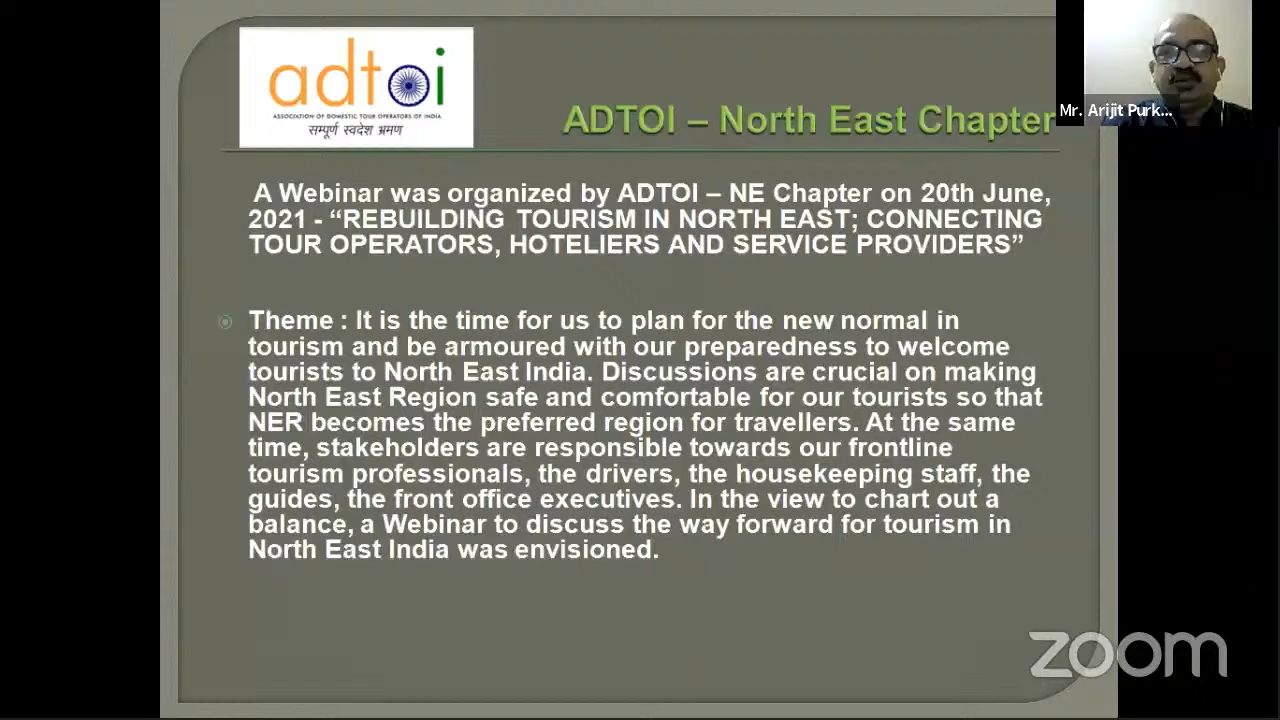 adtoi
ASSOCIATION OF DOMESTIC TOUR OPERATORS OF INDIA
सम्पूर्ण स्वदेश भ्रमण
ADTOI – North East Chapter
Mr. Arijit Purk...
A Webinar was organized by ADTOI – NE Chapter on 20th June,
2021 - “REBUILDING TOURISM IN NORTH EAST; CONNECTING
TOUR OPERATORS, HOTELIERS AND SERVICE PROVIDERS”
Theme : It is the time for us to plan for the new normal in
tourism and be armoured with our preparedness to welcome
tourists to North East India. Discussions are crucial on making
North East Region safe and comfortable for our tourists so that
NER becomes the preferred region for travellers. At the same
time, stakeholders are responsible towards our frontline
tourism professionals, the drivers, the housekeeping staff, the
guides, the front office executives. In the view to chart out a
balance, a Webinar to discuss the way forward for tourism in
North East India was envisioned.
zoom